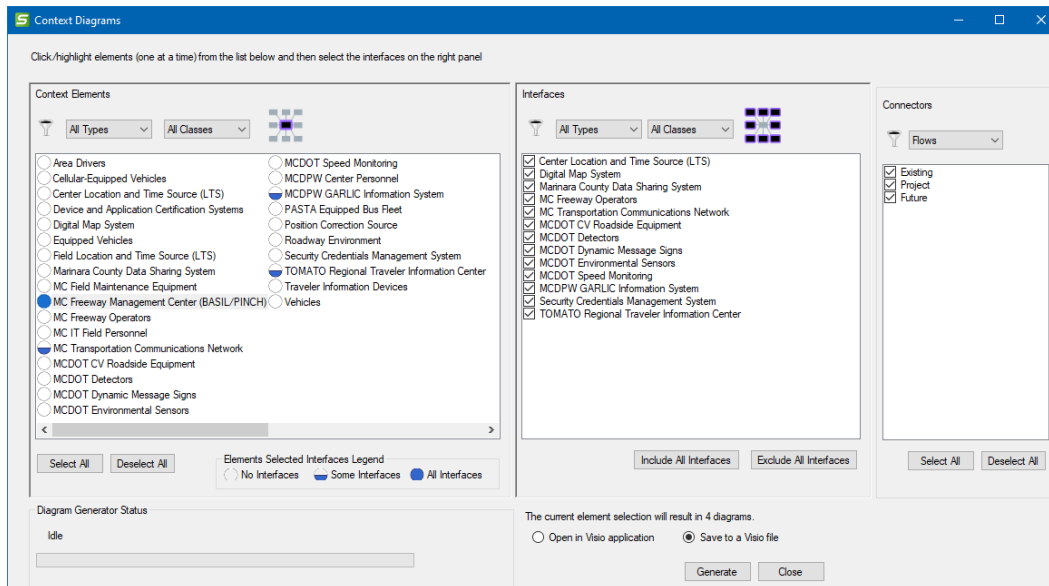 Context Diagrams
Click/highlight elements (one at a time) from the list below and then select the interfaces on the right panel
Context Elements
All Types
All Classes
Area Drivers
Cellular-Equipped Vehicles
Center Location and Time Source (LTS)
Device and Application Certification Systems
Digital Map System
Equipped Vehicles
Field Location and Time Source (LTS)
Marinara County Data Sharing System
MC Field Maintenance Equipment
MC Freeway Management Center (BASIL/PINCH)
MC Freeway Operators
MC IT Field Personnel
MC Transportation Communications Network
MCDOT CV Roadside Equipment
MCDOT Detectors
MCDOT Dynamic Message Signs
MCDOT Environmental Sensors
MCDOT Speed Monitoring
MCDPW Center Personnel
MCDPW GARLIC Information System
PASTA Equipped Bus Fleet
Position Correction Source
Roadway Environment
Security Credentials Management System
TOMATO Regional Traveler Information Center
Traveler Information Devices
Vehicles
Select All
Deselect All
Elements Selected Interfaces Legend
No Interfaces
Some Interfaces
All Interfaces
Interfaces
All Types
All Classes
Center Location and Time Source (LTS)
Digital Map System
Marinara County Data Sharing System
MC Freeway Operators
MC Transportation Communications Network
MCDOT CV Roadside Equipment
MCDOT Detectors
MCDOT Dynamic Message Signs
MCDOT Environmental Sensors
MCDOT Speed Monitoring
MCDPW GARLIC Information System
Security Credentials Management System
TOMATO Regional Traveler Information Center
Include All Interfaces
Exclude All Interfaces
Connectors
Flows
Existing
Project
Future
Select All
Deselect All
Diagram Generator Status
Idle
The current element selection will result in 4 diagrams.
Open in Visio application
Save to a Visio file
Generate
Close